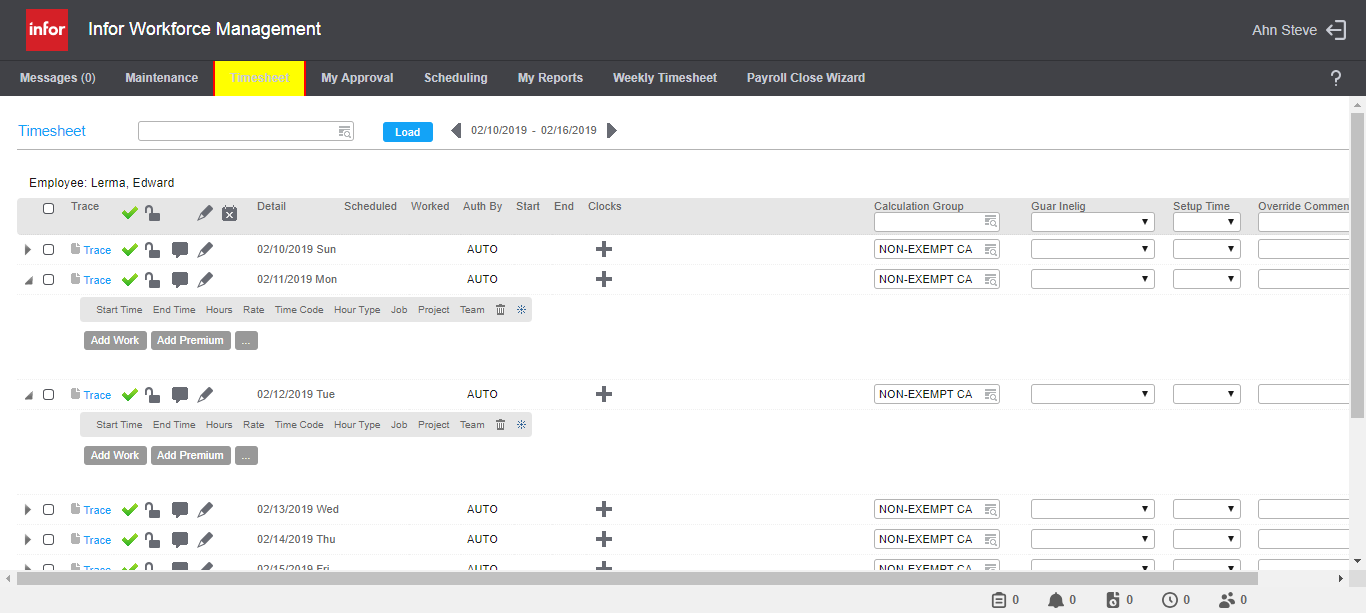 infor Infor Workforce Management Ahn Steve
Messages (0) Maintenance Timesheet My Approval Scheduling My Reports Weekly Timesheet Payroll Close Wizard ?
Timesheet Load 02/10/2019 - 02/16/2019
Employee: Lerma, Edward
Trace Detail Scheduled Worked Auth By Start End Clocks Calculation Group Guar Inelig Setup Time Override Commen
Trace 02/10/2019 Sun AUTO NON-EXEMPT CA
Trace 02/11/2019 Mon AUTO NON-EXEMPT CA
Start Time End Time Hours Rate Time Code Hour Type Job Project Team
Add Work Add Premium ...
Trace 02/12/2019 Tue AUTO NON-EXEMPT CA
Start Time End Time Hours Rate Time Code Hour Type Job Project Team
Add Work Add Premium ...
Trace 02/13/2019 Wed AUTO NON-EXEMPT CA
Trace 02/14/2019 Thu AUTO NON-EXEMPT CA
Trace 02/15/2019 Fri AUTO NON-EXEMPT CA
0 0 0 0 0